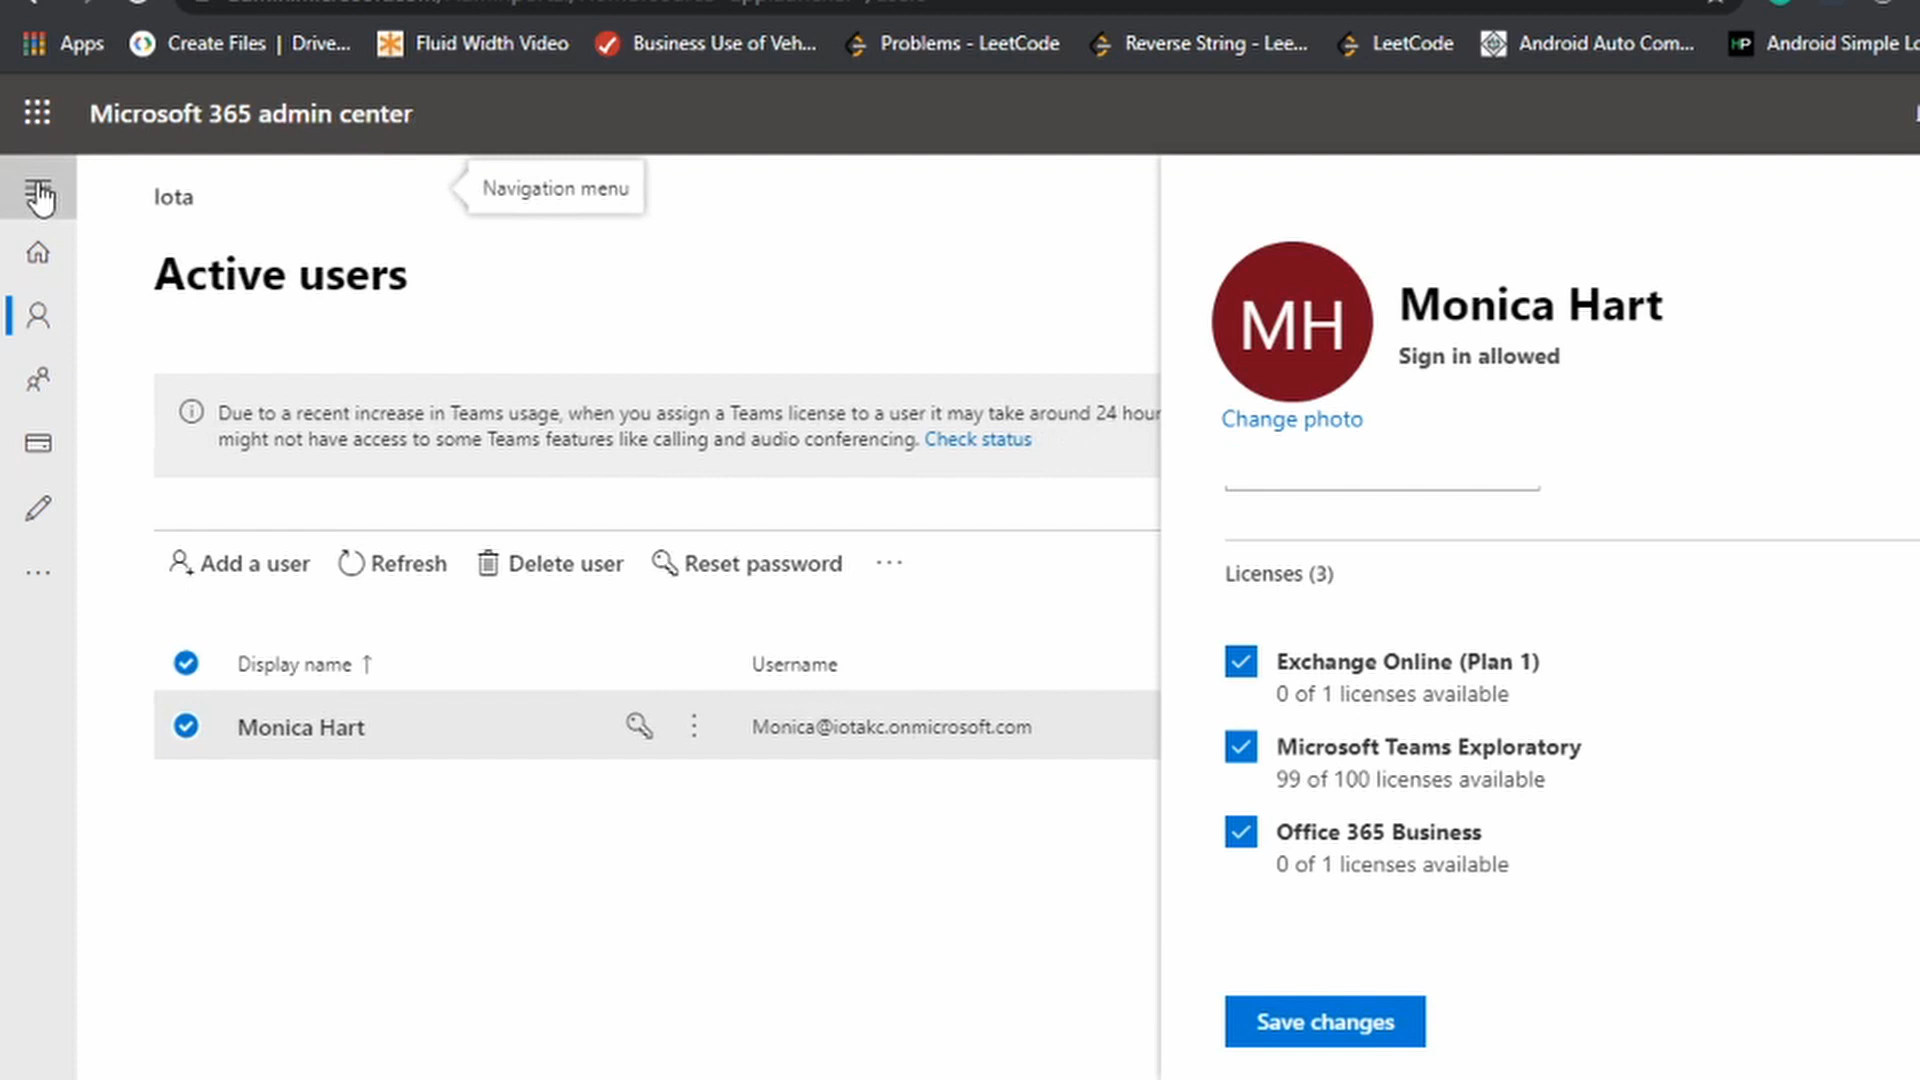 Apps
Create Files | Drive...
Fluid Width Video
Business Use of Veh...
Problems - LeetCode
Reverse String - Lee...
LeetCode
Android Auto Com...
HP
Android Simple Lo
Microsoft 365 admin center
Iota
Navigation menu
Active users
Due to a recent increase in Teams usage, when you assign a Teams license to a user it may take around 24 hour
might not have access to some Teams features like calling and audio conferencing. Check status
Add a user
Refresh
Delete user
Reset password
...
Display name ↑
Username
Monica Hart
Monica@iotakc.onmicrosoft.com
MH
Monica Hart
Sign in allowed
Change photo
Licenses (3)
Exchange Online (Plan 1)
0 of 1 licenses available
Microsoft Teams Exploratory
99 of 100 licenses available
Office 365 Business
0 of 1 licenses available
Save changes